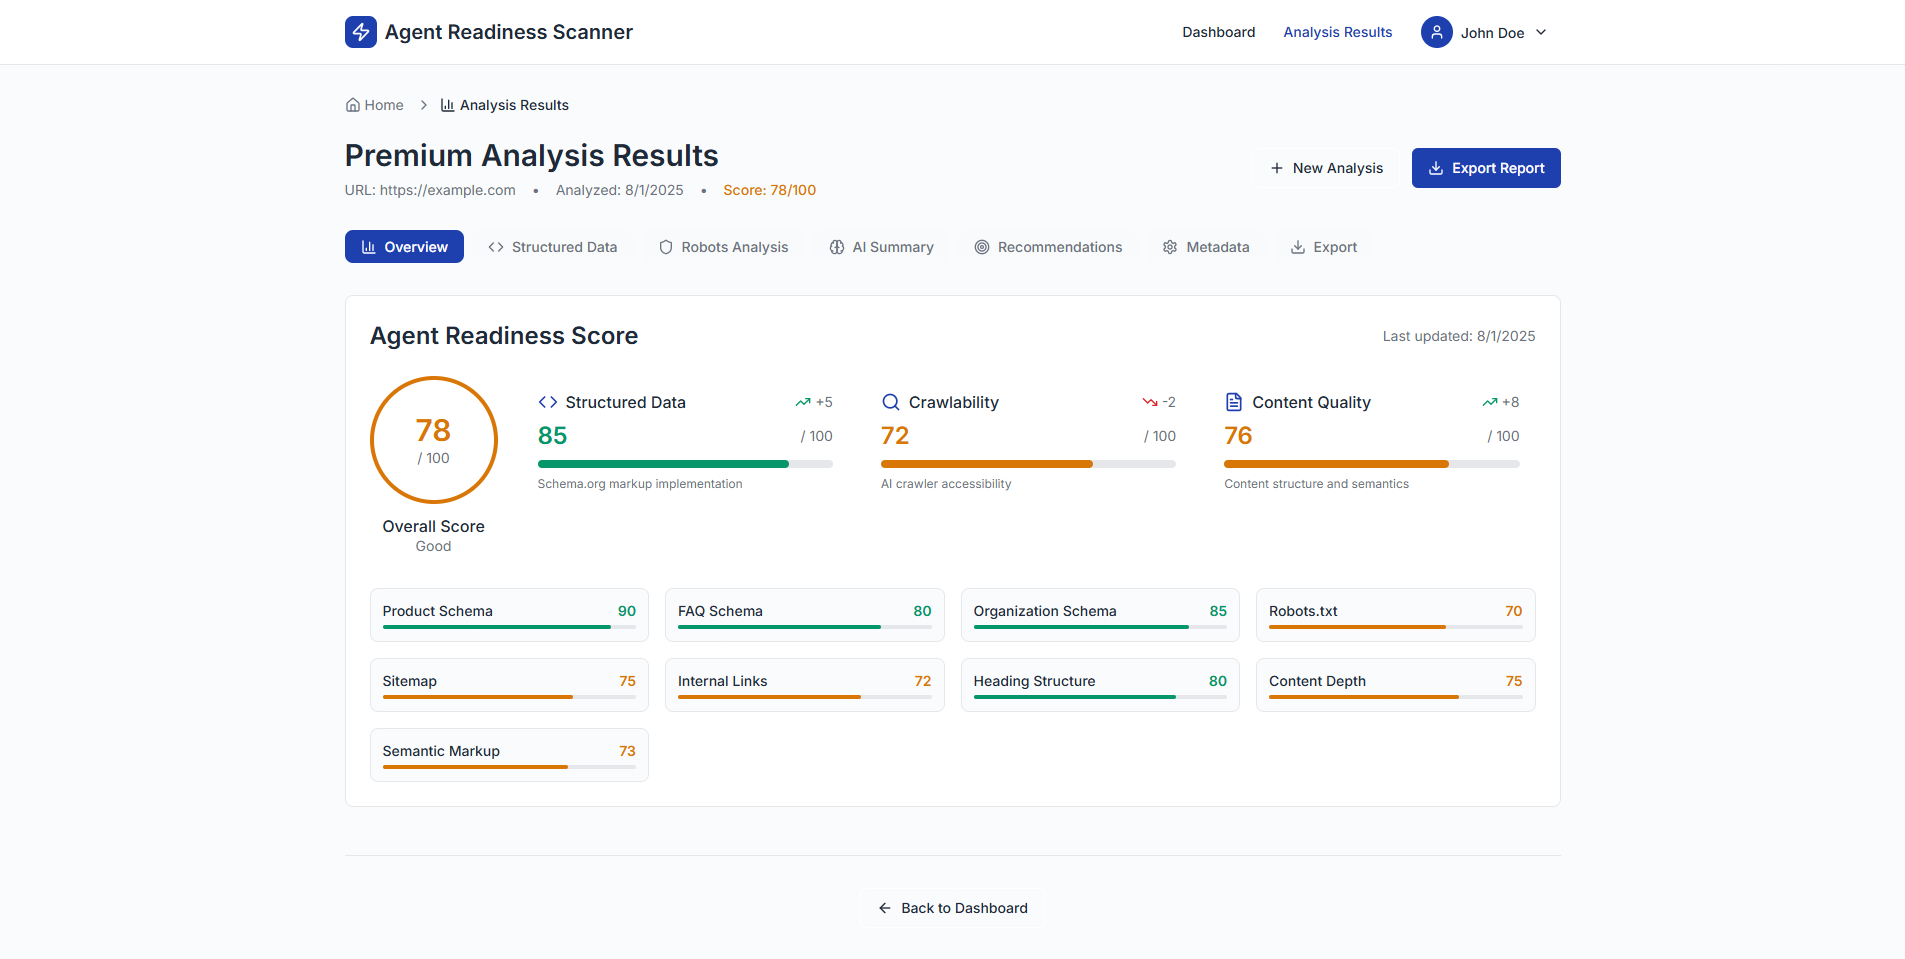 Agent Readiness Scanner
Dashboard
Analysis Results
John Doe
Home
Analysis Results
Premium Analysis Results
New Analysis
Export Report
URL: https://example.com • Analyzed: 8/1/2025 • Score: 78/100
Overview
Structured Data
Robots Analysis
AI Summary
Recommendations
Metadata
Export
Agent Readiness Score
Last updated: 8/1/2025
78
/ 100
Overall Score
Good
Structured Data
+5
85
/ 100
Schema.org markup implementation
Crawlability
-2
72
/ 100
AI crawler accessibility
Content Quality
+8
76
/ 100
Content structure and semantics
Product Schema 90
FAQ Schema 80
Organization Schema 85
Robots.txt 70
Sitemap 75
Internal Links 72
Heading Structure 80
Content Depth 75
Semantic Markup 73
Back to Dashboard